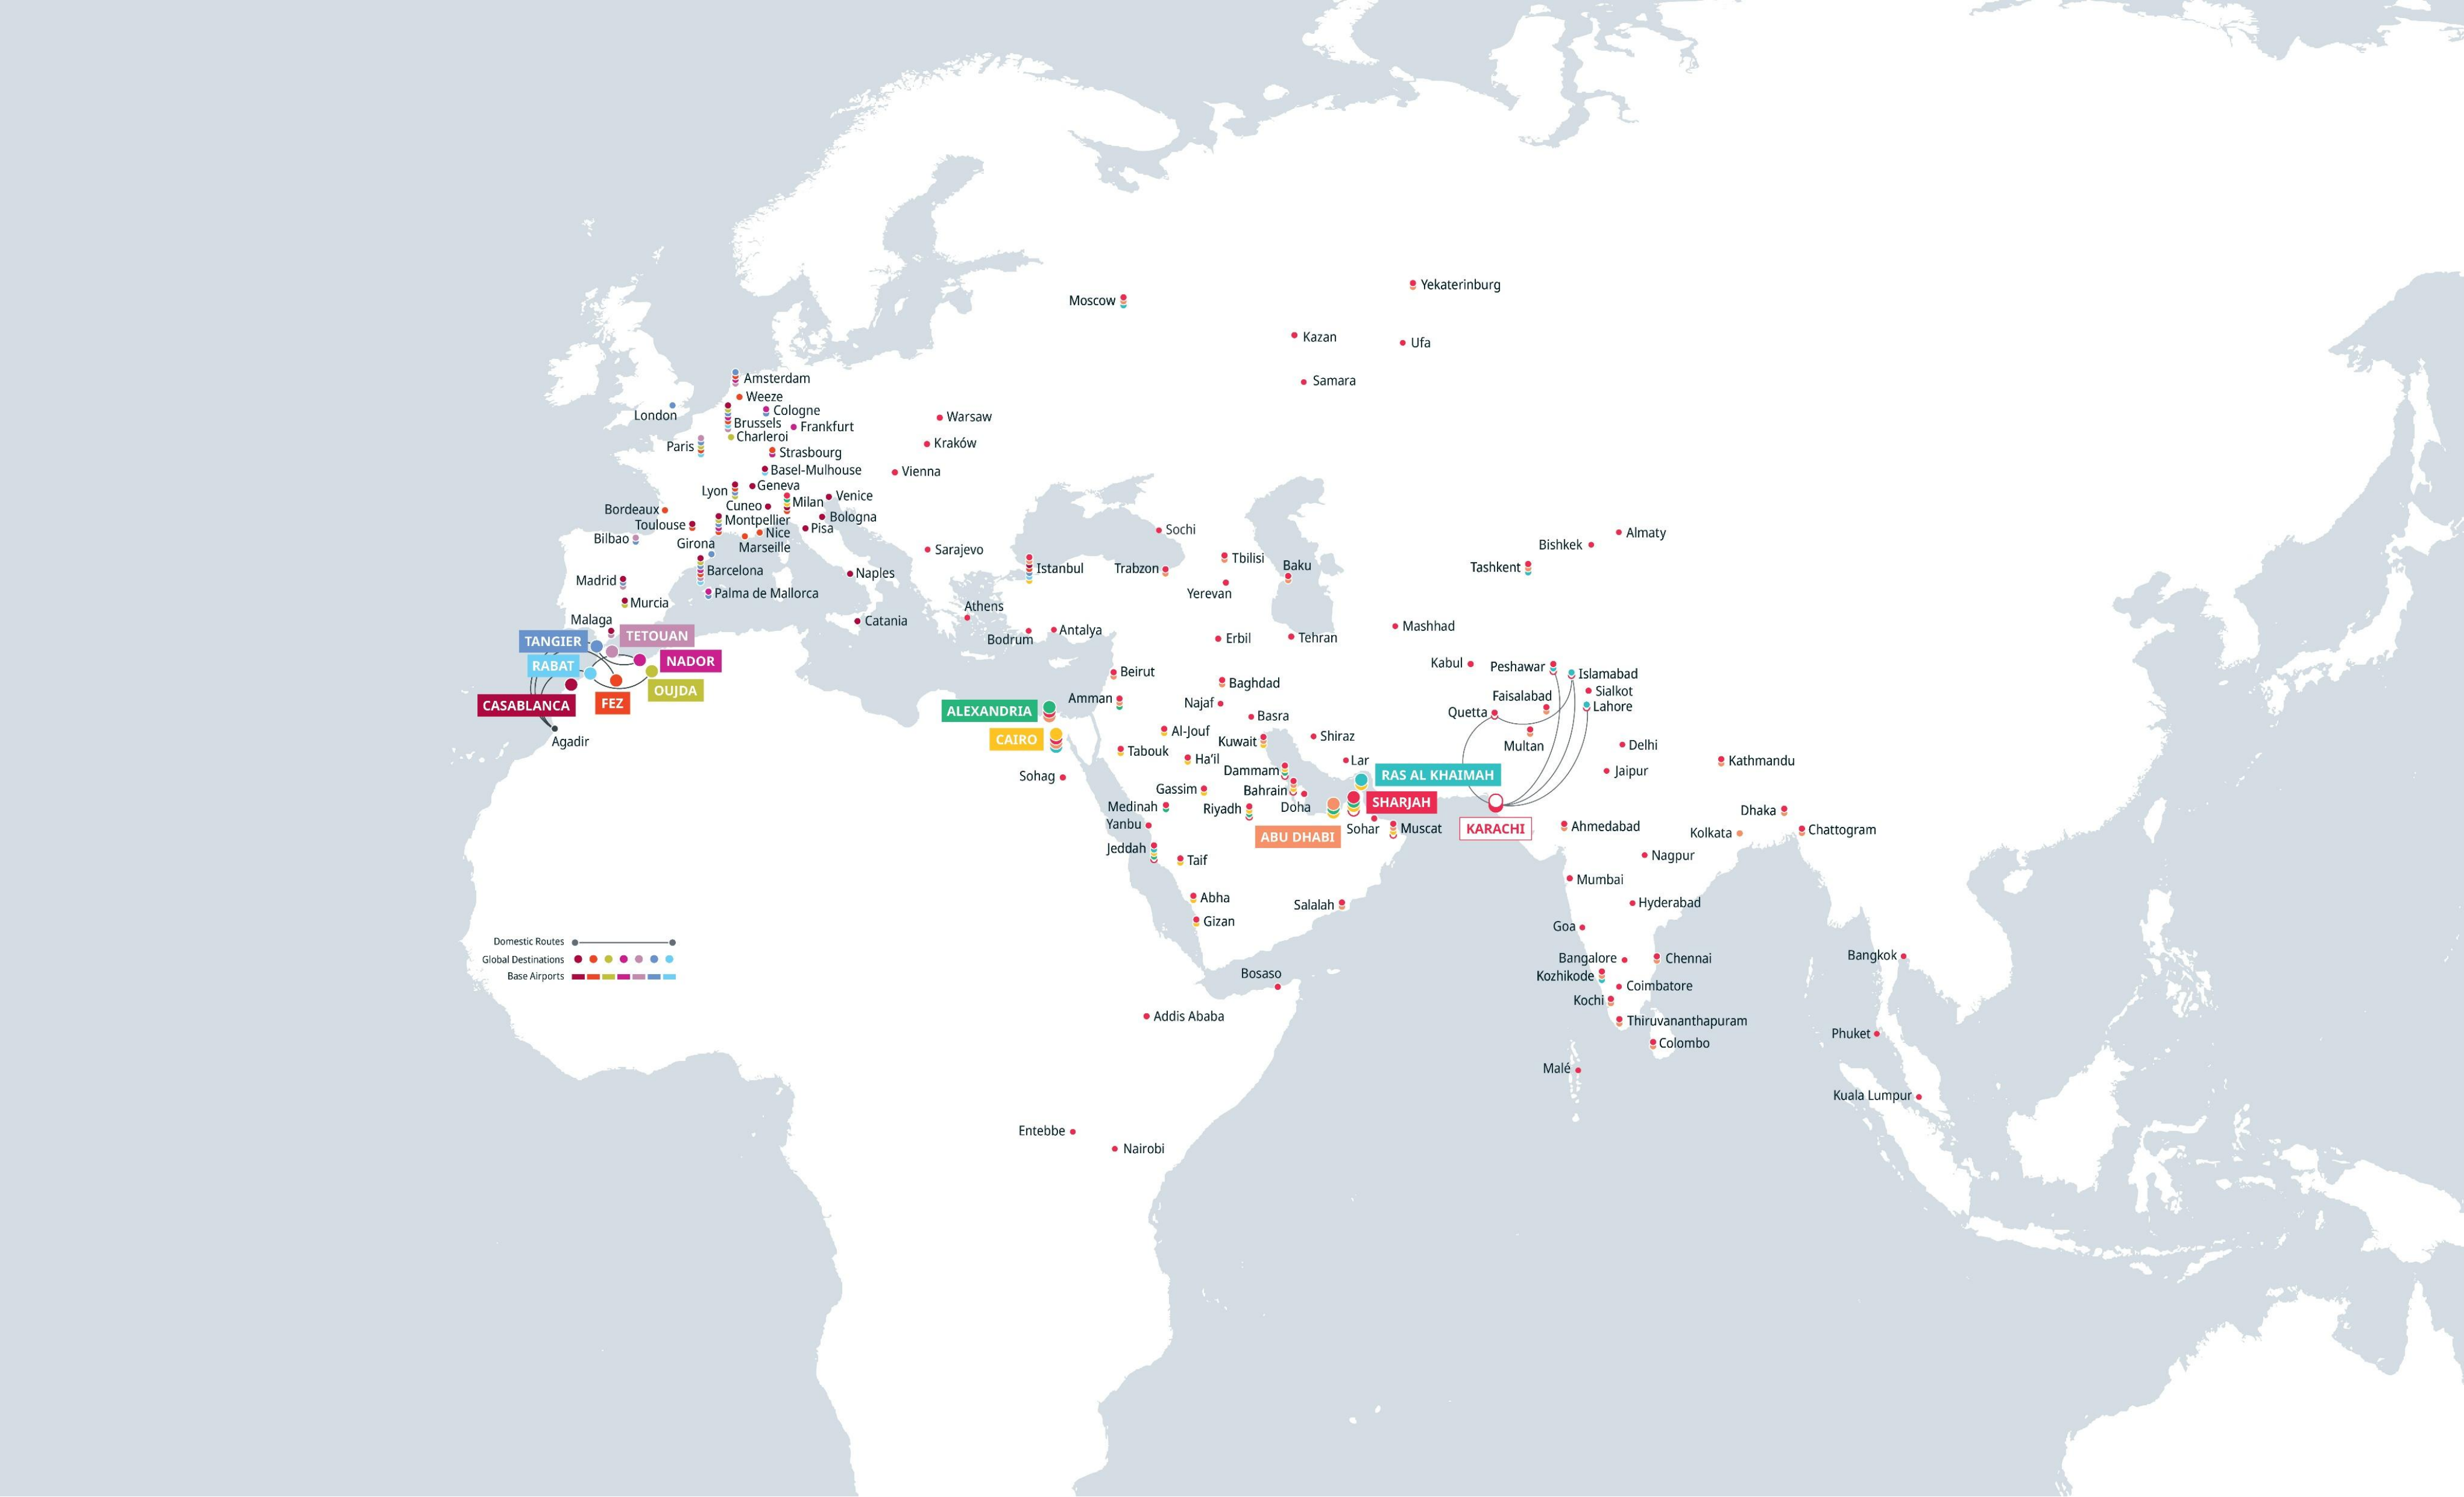 Yekaterinburg
Moscow
Kazan
Ufa
Samara
Amsterdam
Weeze
London
Cologne
Warsaw
Brussels
Frankfurt
Charleroi
Kraków
Paris
Strasbourg
Basel-Mulhouse
Vienna
Geneva
Lyon
Venice
Milan
Cuneo
Bordeaux
Bologna
Montpellier
Toulouse
Pisa
Nice
Bilbao
Girona
Marseille
Sochi
Almaty
Bishkek
Sarajevo
Tbilisi
Baku
Istanbul
Trabzon
Tashkent
Barcelona
Naples
Madrid
Palma de Mallorca
Yerevan
Murcia
Athens
Malaga
Catania
Mashhad
Antalya
Bodrum
Erbil
Tehran
TETOUAN
TANGIER
NADOR
RABAT
Kabul
Peshawar
Islamabad
Beirut
Baghdad
OUJDA
Sialkot
Faisalabad
Amman
FEZ
Najaf
CASABLANCA
Lahore
ALEXANDRIA
Quetta
Basra
Al-Jouf
Shiraz
CAIRO
Kuwait
Agadir
Multan
Delhi
Tabouk
Ha'il
Lar
Kathmandu
Dammam
Jaipur
RAS AL KHAIMAH
Sohag
Gassim
Bahrain
SHARJAH
Medinah
Riyadh
Doha
Dhaka
Yanbu
Ahmedabad
Sohar
Muscat
KARACHI
Chattogram
Kolkata
ABU DHABI
Jeddah
Nagpur
Taif
Mumbai
Abha
Hyderabad
Salalah
Gizan
Goa
Domestic Routes
Global Destinations
Base Airports
Bangkok
Bangalore
Chennai
Bosaso
Kozhikode
Coimbatore
Kochi
Addis Ababa
Thiruvananthapuram
Phuket
Colombo
Malé
Kuala Lumpur
Entebbe
Nairobi